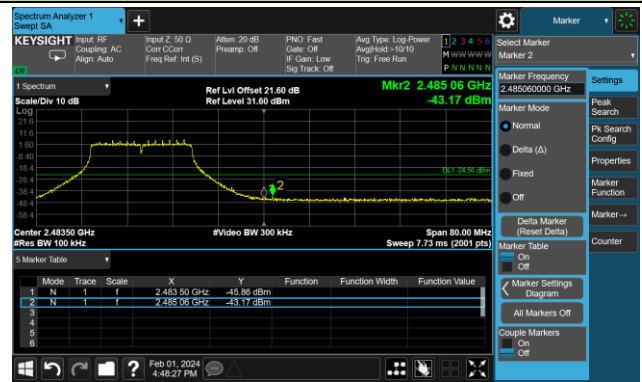 Spectrum Analyzer 1
Swept SA
+
Marker
KEYSIGHT
Input: RF
Coupling: AC
Align: Auto
Input Z: 50 Ω
Corr CCorr
Freq Ref: Int (S)
Atten: 20 dB
Preamp: Off
PNO: Fast
Gate: Off
IF Gain: Low
Sig Track: Off
Avg Type: Log-Power
Avg|Hold:>10/10
Trig: Free Run
1 2 3 4 5 6
M W W W W W
P N N N N N
LW
Select Marker
Marker 2
1 Spectrum
Scale/Div 10 dB
Log
Ref Lvl Offset 21.60 dB
Ref Level 31.60 dBm
Mkr2 2.485 06 GHz
-43.17 dBm
21.6
11.6
1.60
-8.40
-18.4
-28.4
-38.4
-48.4
-58.4
DL1 -24.50 dBm
2
Center 2.48350 GHz
#Res BW 100 kHz
#Video BW 300 kHz
Span 80.00 MHz
Sweep 7.73 ms (2001 pts)
5 Marker Table
Mode Trace Scale X Y Function Function Width Function Value
1 N 1 f 2.483 50 GHz -45.86 dBm
2 N 1 f 2.485 06 GHz -43.17 dBm
3
4
5
6
Marker Frequency
2.485060000 GHz
Marker Mode
Normal
Delta (Δ)
Fixed
Off
Delta Marker
(Reset Delta)
Marker Table
On
Off
Marker Settings
Diagram
All Markers Off
Couple Markers
On
Off
Settings
Peak
Search
Pk Search
Config
Properties
Marker
Function
Marker→
Counter
?
Feb 01, 2024
4:48:27 PM